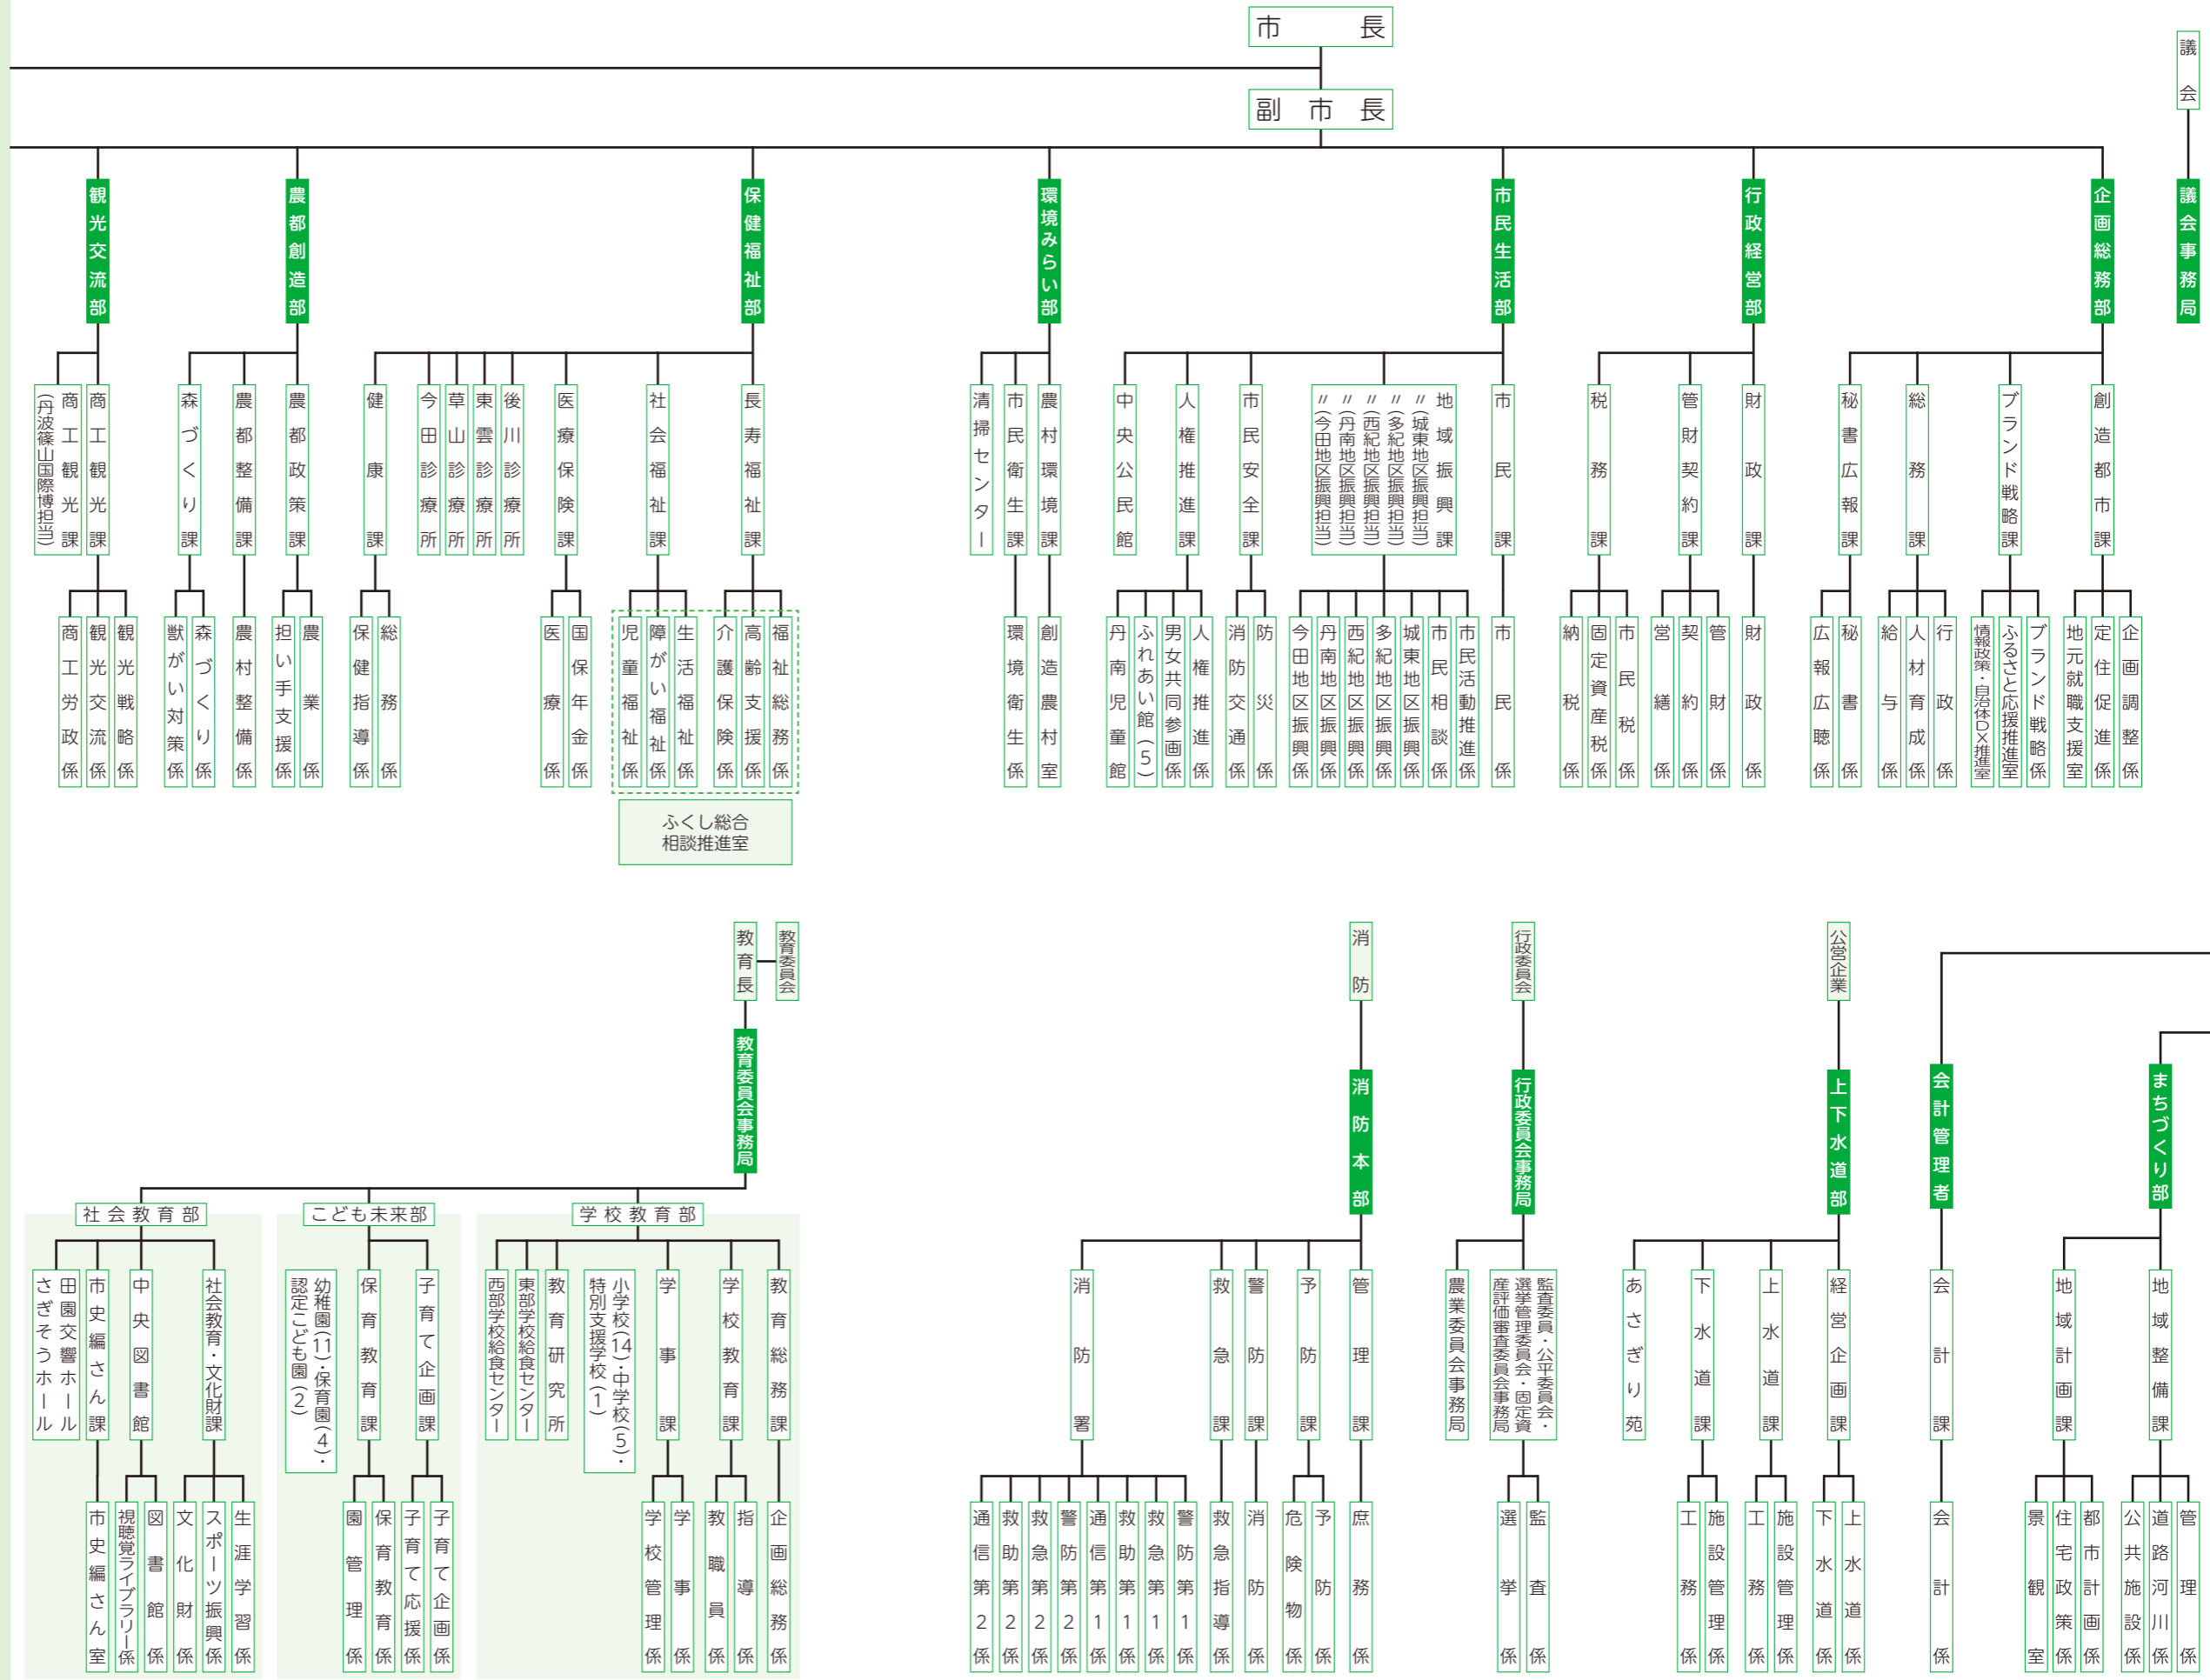 市長
副市長
議会
議会事務局
企画総務部
創造都市課
企画調整係
定住促進係
地元就職支援室
ブランド戦略課
ブランド戦略係
ふるさと応援推進室
情報政策・自治体DX推進室
総務課
行政係
人材育成係
給与係
秘書広報課
秘書係
広報広聴係
行政経営部
財政課
財政係
管財契約課
管財係
契約係
営繕係
税務課
市民税係
固定資産税係
納税係
市民生活部
市民課
市民係
地域振興課
〃(城東地区振興担当)
〃(多紀地区振興担当)
〃(西紀地区振興担当)
〃(丹南地区振興担当)
〃(今田地区振興担当)
市民活動推進係
市民相談係
城東地区振興係
多紀地区振興係
西紀地区振興係
丹南地区振興係
今田地区振興係
市民安全課
防災係
消防交通係
人権推進課
人権推進係
男女共同参画係
ふれあい館(5)
丹南児童館
中央公民館
環境みらい部
農村環境課
創造農村室
市民衛生課
環境衛生係
清掃センター
保健福祉部
長寿福祉課
福祉総務係
高齢支援係
介護保険係
社会福祉課
生活福祉係
障がい福祉係
児童福祉係
ふくし総合
相談推進室
医療保険課
国保年金係
医療係
後川診療所
東雲診療所
草山診療所
今田診療所
健康課
総務係
保健指導係
農都創造部
農都政策課
農業係
担い手支援係
農都整備課
農村整備係
森づくり課
森づくり係
獣がい対策係
観光交流部
商工観光課
観光戦略係
観光交流係
商工労政係
商工観光課
(丹波篠山国際博担当)
まちづくり部
地域整備課
管理係
道路河川係
公共施設係
地域計画課
都市計画係
住宅政策係
景観室
会計管理者
会計課
会計係
公営企業
上下水道部
経営企画課
上水道係
下水道係
上水道課
施設管理係
工務係
下水道課
施設管理係
工務係
あさぎり苑
行政委員会
行政委員会事務局
監査委員・公平委員会・
選挙管理委員会・固定資
産評価審査委員会事務局
監査係
選挙係
農業委員会事務局
消防
消防本部
管理課
庶務係
予防課
予防係
危険物係
警防課
消防係
救急課
救急指導係
消防署
警防第1係
救急第1係
救助第1係
通信第1係
警防第2係
救急第2係
救助第2係
通信第2係
教育委員会
教育長
教育委員会事務局
学校教育部
教育総務課
企画総務係
学校教育課
指導係
教職員係
学事課
学事係
学校管理係
小学校(14)・中学校(5)・
特別支援学校(1)
教育研究所
東部学校給食センター
西部学校給食センター
こども未来部
子育て企画課
子育て企画係
子育て応援係
保育教育課
保育教育係
園管理係
幼稚園(11)・保育園(4)・
認定こども園(2)
社会教育部
社会教育・文化財課
生涯学習係
スポーツ振興係
文化財係
中央図書館
図書館係
視聴覚ライブラリー係
市史編さん課
市史編さん室
田園交響ホール
さぎそうホール